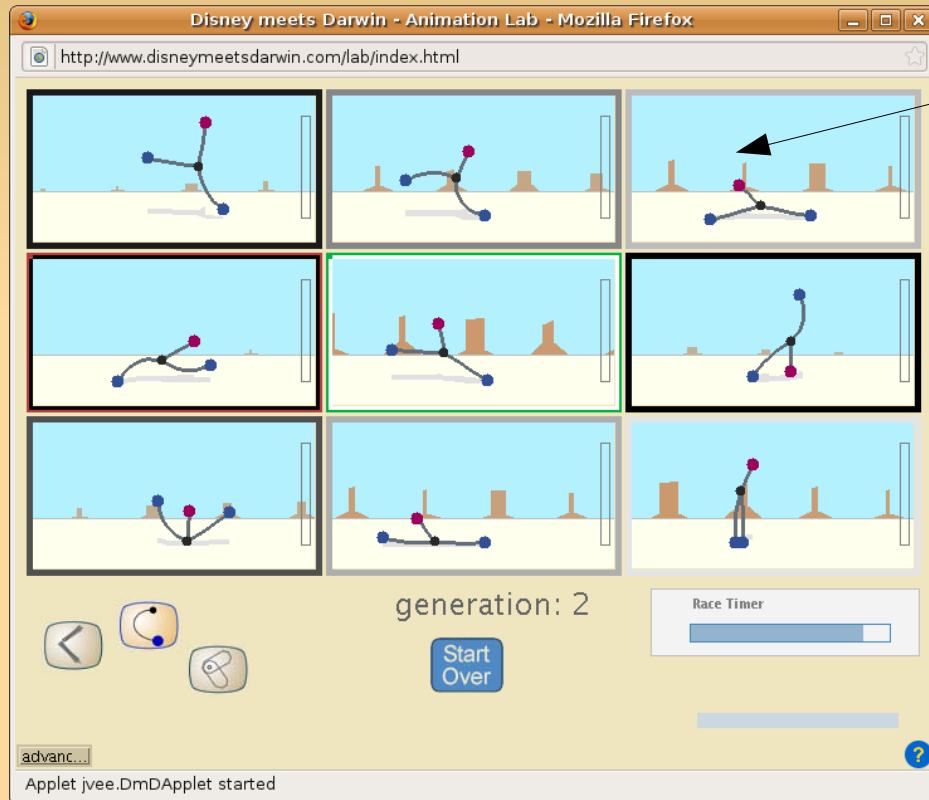 Disney meets Darwin - Animation Lab - Mozilla Firefox
http://www.disneymeetsdarwin.com/lab/index.html
generation: 2
Race Timer
Start
Over
advanc...
?
Applet jvee.DmDApplet started